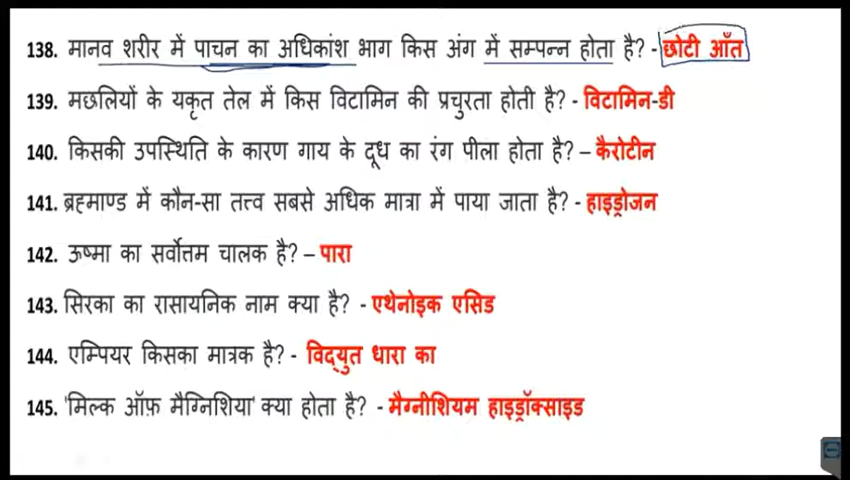 138. मानव शरीर में पाचन का अधिकांश भाग किस अंग में सम्पन्न होता है? - छोटी आँत
139. मछलियों के यकृत तेल में किस विटामिन की प्रचुरता होती है? - विटामिन-डी
140. किसकी उपस्थिति के कारण गाय के दूध का रंग पीला होता है? – कैरोटीन
141. ब्रह्माण्ड में कौन-सा तत्त्व सबसे अधिक मात्रा में पाया जाता है? - हाइड्रोजन
142. ऊष्मा का सर्वोत्तम चालक है? – पारा
143. सिरका का रासायनिक नाम क्या है? - एथेनोइक एसिड
144. एम्पियर किसका मात्रक है? - विद्युत धारा का
145. 'मिल्क ऑफ़ मैग्निशिया' क्या होता है? - मैग्नीशियम हाइड्रॉक्साइड